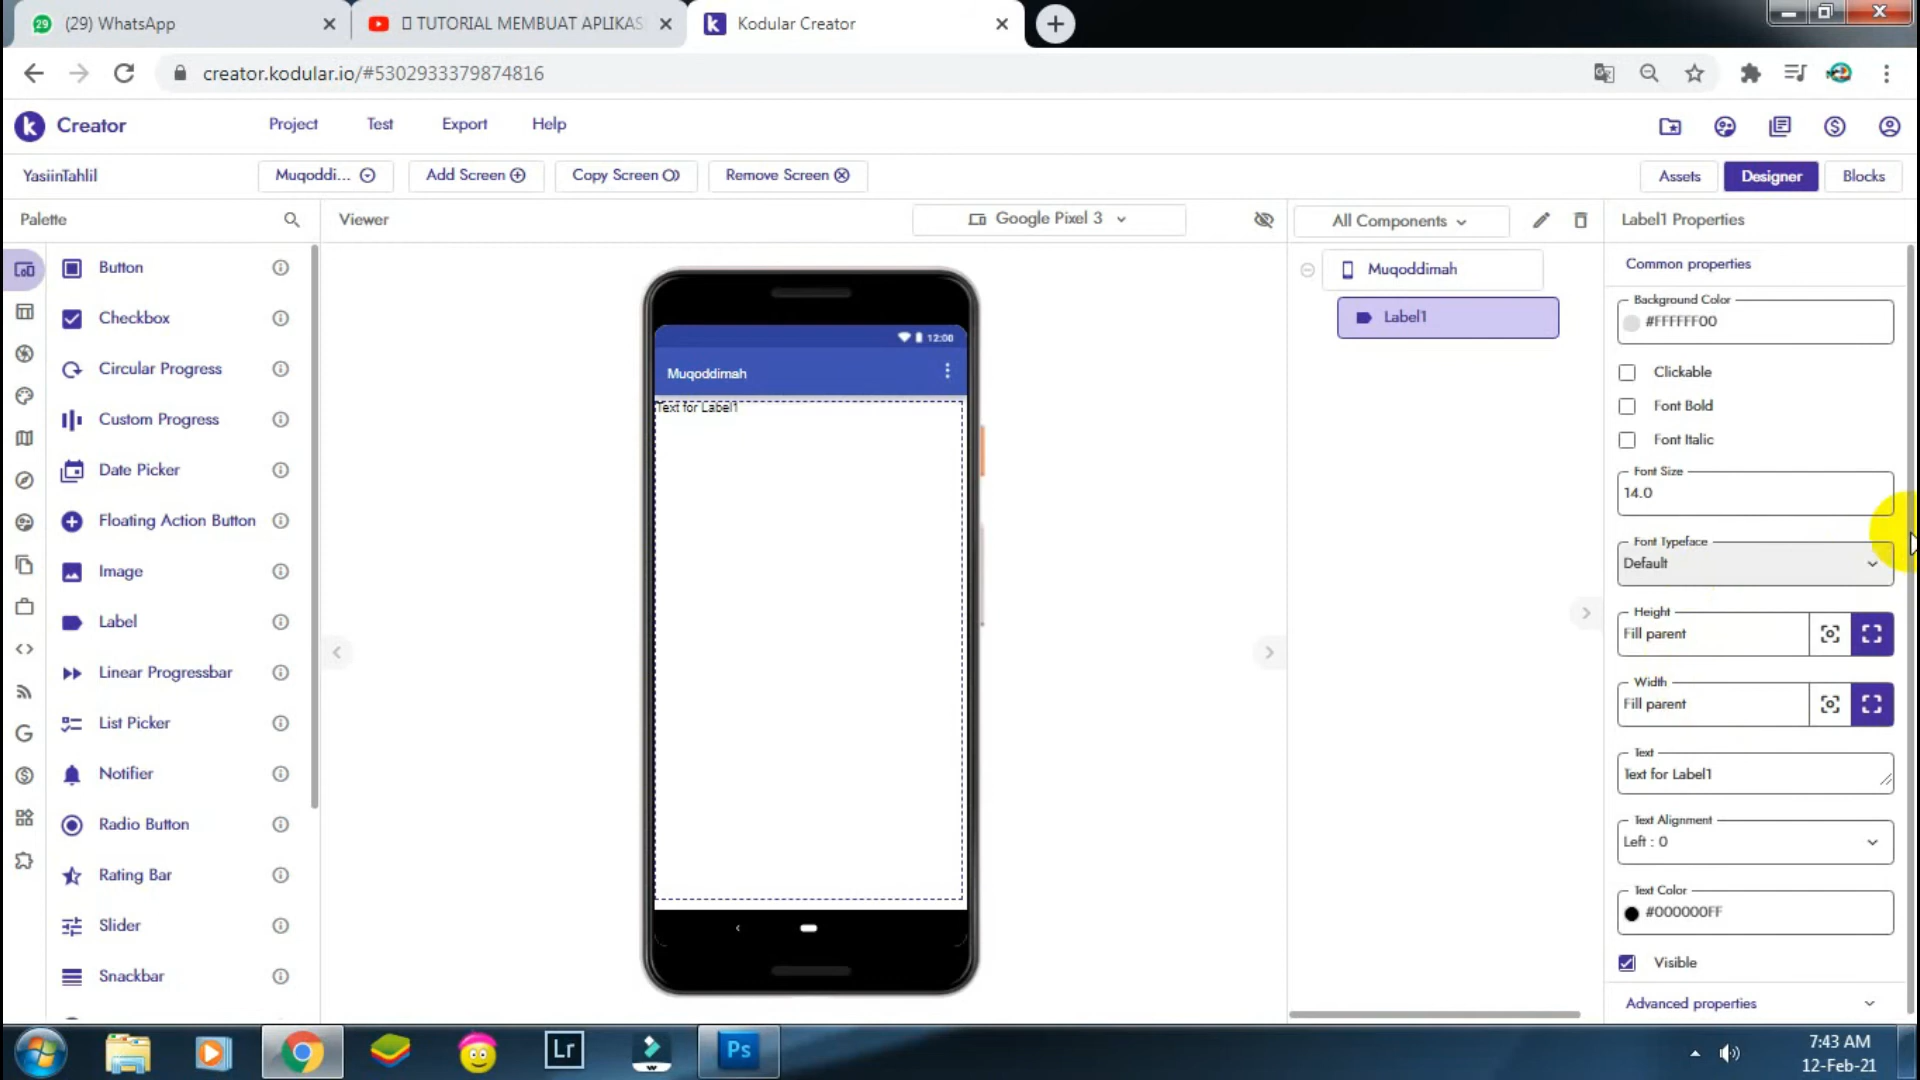 29
(29) WhatsApp
TUTORIAL MEMBUAT APLIKAS
k
Kodular Creator
creator.kodular.io/#5302933379874816
k Creator
Project
Test
Export
Help
YasiinTahlil
Muqoddi...
Add Screen
Copy Screen
Remove Screen
Assets
Designer
Blocks
Palette
Viewer
Google Pixel 3
All Components
Label1 Properties
Button
Checkbox
Circular Progress
Custom Progress
Date Picker
Floating Action Button
Image
Label
Linear Progressbar
List Picker
Notifier
Radio Button
Rating Bar
Slider
Snackbar
12:00
Muqoddimah
Text for Label1
Muqoddimah
Label1
Common properties
Background Color
#FFFFFF00
Clickable
Font Bold
Font Italic
Font Size
14.0
Font Typeface
Default
Height
Fill parent
Width
Fill parent
Text
Text for Label1
Text Alignment
Left : 0
Text Color
#000000FF
Visible
Advanced properties
Lr
W
Ps
7:43 AM
12-Feb-21